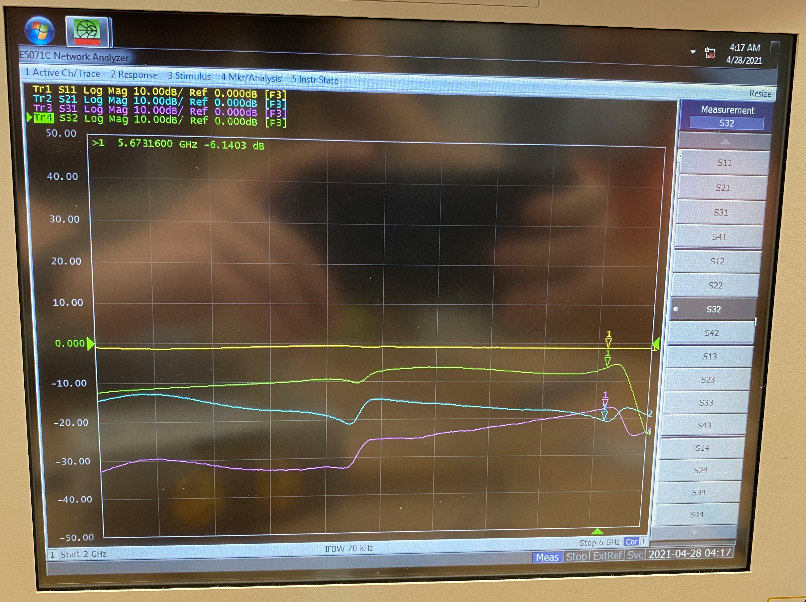 4:17 AM
4/28/2021
E5071C Network Analyzer
1 Active Ch/Trace 2 Response 3 Stimulus 4 Mkr/Analysis 5 Instr State
Resize
Tr1 S11 Log Mag 10.00dB/ Ref 0.000dB [F3]
Tr2 S21 Log Mag 10.00dB/ Ref 0.000dB [F3]
Tr3 S31 Log Mag 10.00dB/ Ref 0.000dB [F3]
Tr4 S32 Log Mag 10.00dB/ Ref 0.000dB [F3]
Measurement
S32
50.00
>1 5.6731600 GHz -6.1403 dB
40.00
30.00
20.00
10.00
0.000
-10.00
-20.00
-30.00
-40.00
-50.00
1
1
1
2
S11
S21
S31
S41
S12
S22
S32
S42
S13
S23
S33
S43
S14
S24
S34
S44
1 Start 2 GHz
IFBW 70 kHz
Stop 6 GHz Cor
Meas Stop ExtRef Svc 2021-04-28 04:17